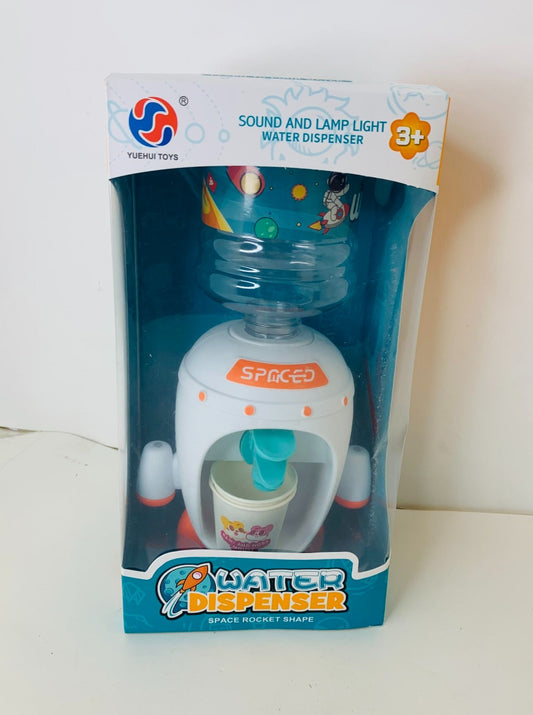 ®
YUEHUI TOYS
SOUND AND LAMP LIGHT
WATER DISPENSER
3+
SPACED
WATER
DISPENSER
SPACE ROCKET SHAPE